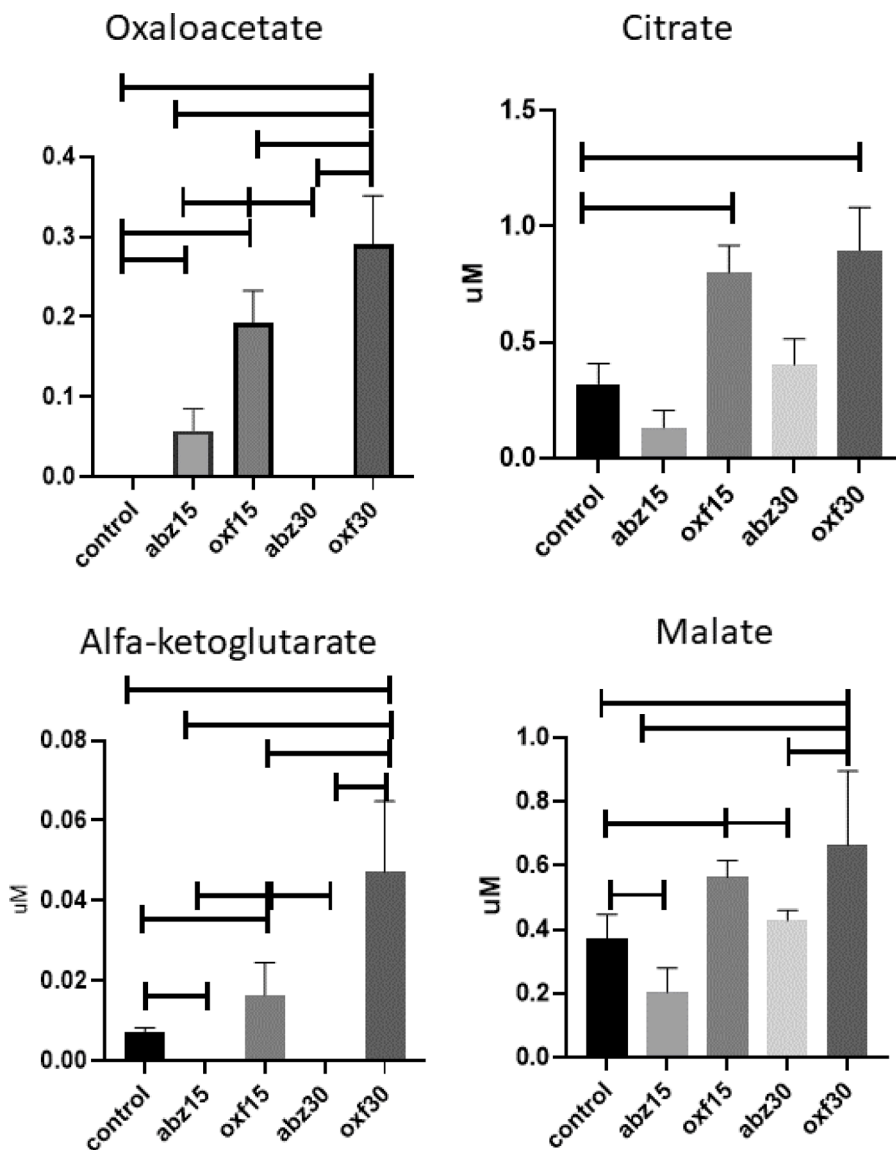 Oxaloacetate
0.4
0.3
0.2
0.1
0.0
control
abz15
oxf15
abz30
oxf30
Citrate
uM
1.5
1.0
0.5
0.0
control
abz15
oxf15
abz30
oxf30
Alfa-ketoglutarate
uM
0.08
0.06
0.04
0.02
0.00
control
abz15
oxf15
abz30
oxf30
Malate
uM
1.0
0.8
0.6
0.4
0.2
0.0
control
abz15
oxf15
abz30
oxf30